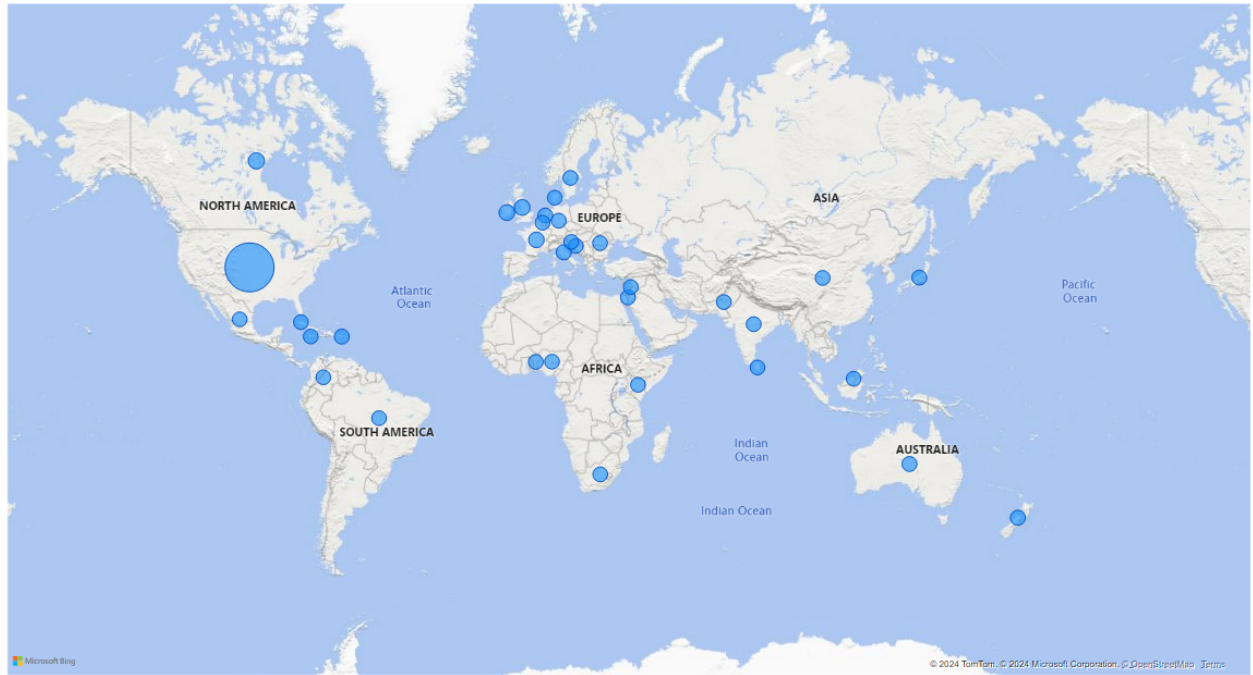 ASIA
NORTH AMERICA
EUROPE
Atlantic
Ocean
Pacific
Ocean
AFRICA
SOUTH AMERICA
Indian
Ocean
AUSTRALIA
Indian Ocean
Microsoft Bing
© 2024 TomTom, © 2024 Microsoft Corporation, © OpenStreetMap Terms